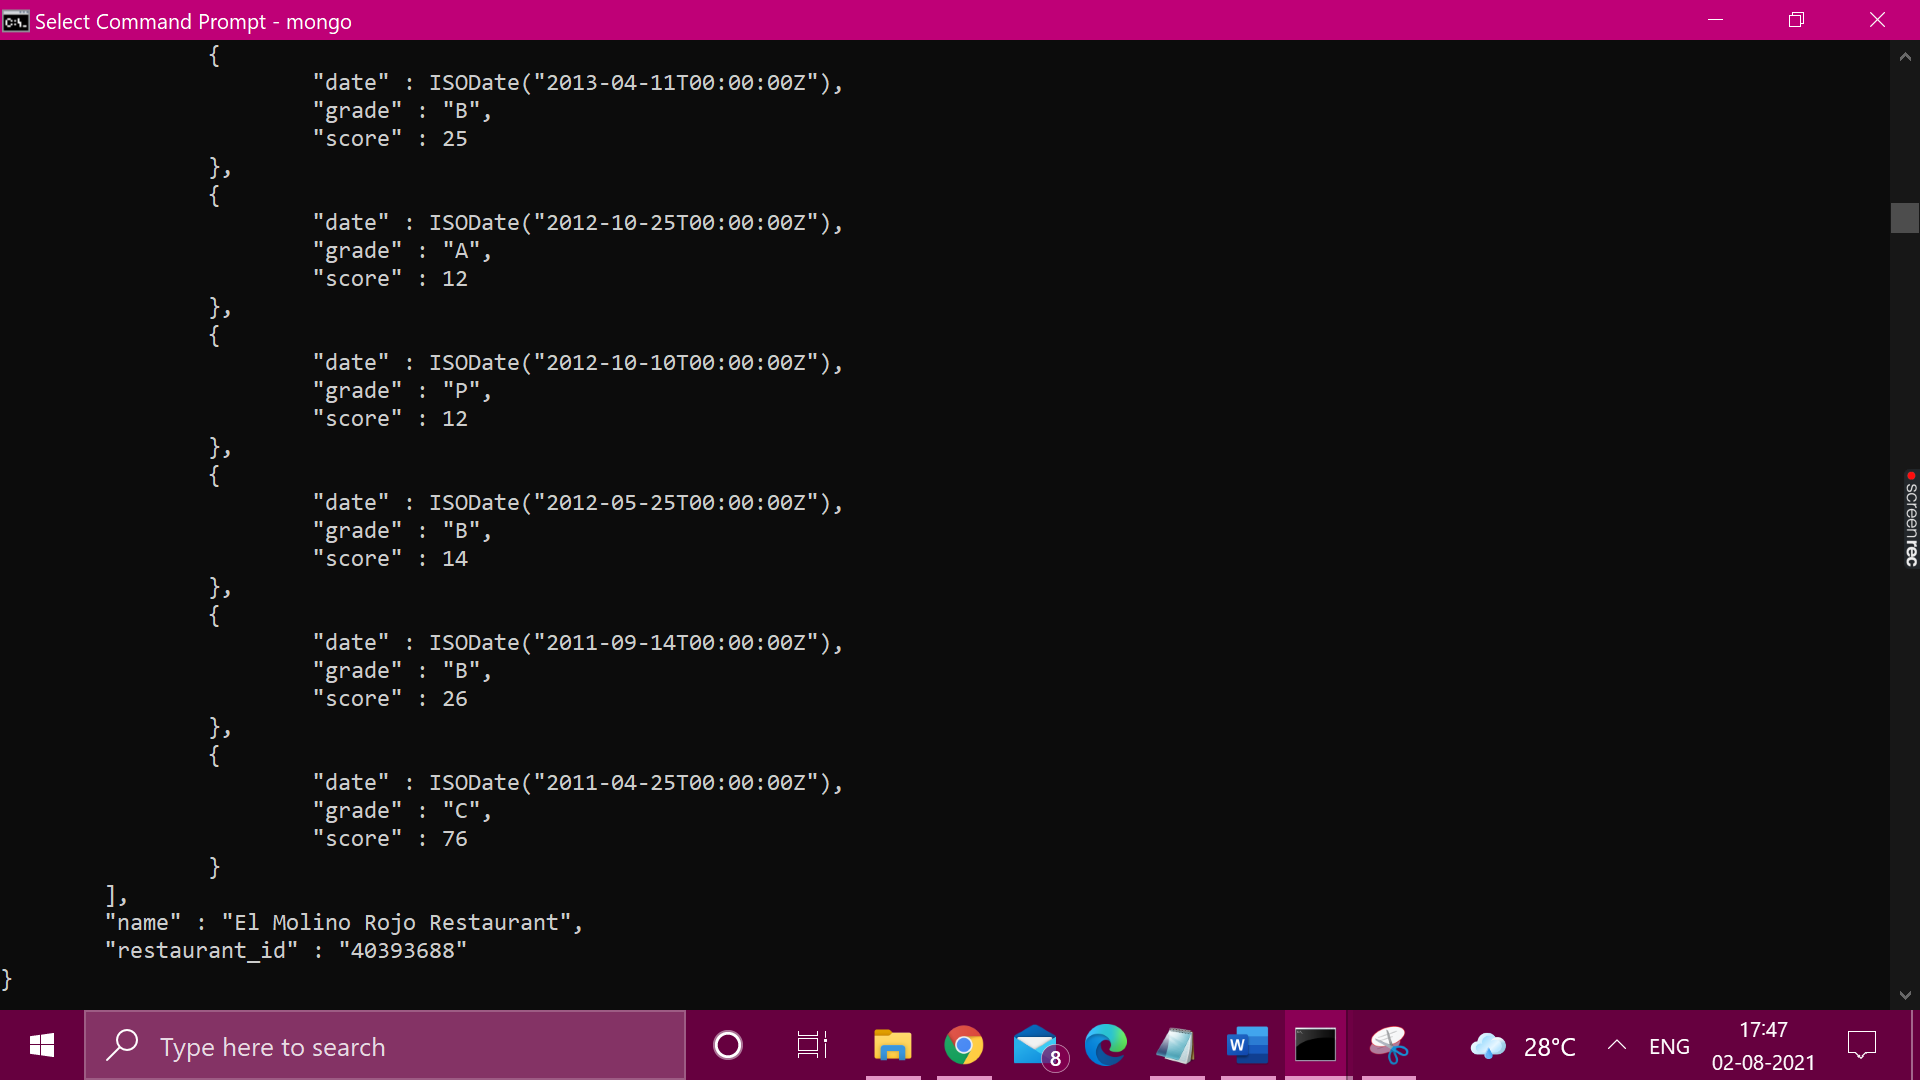 Select Command Prompt - mongo
{
"date" : ISODate("2013-04-11T00:00:00Z"),
"grade" : "B",
"score" : 25
},
{
"date" : ISODate("2012-10-25T00:00:00Z"),
"grade" : "A",
"score" : 12
},
{
"date" : ISODate("2012-10-10T00:00:00Z"),
"grade" : "P",
"score" : 12
},
{
"date" : ISODate("2012-05-25T00:00:00Z"),
"grade" : "B",
"score" : 14
},
{
"date" : ISODate("2011-09-14T00:00:00Z"),
"grade" : "B",
"score" : 26
},
{
"date" : ISODate("2011-04-25T00:00:00Z"),
"grade" : "C",
"score" : 76
}
],
"name" : "El Molino Rojo Restaurant",
"restaurant_id" : "40393688"
}
screenrec
Type here to search
8
W
28°C
ENG
17:47
02-08-2021